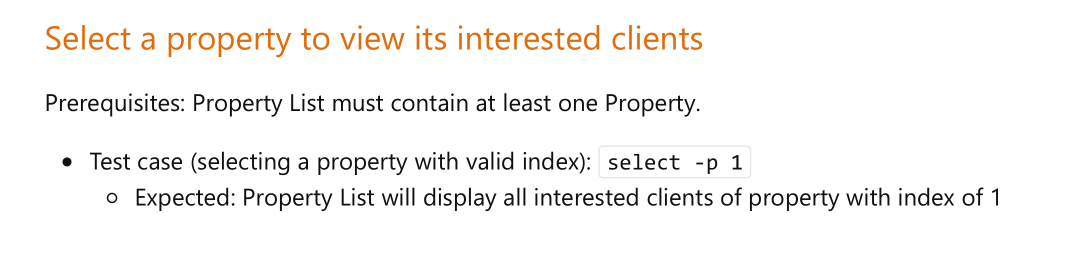 Select a property to view its interested clients
Prerequisites: Property List must contain at least one Property.
• Test case (selecting a property with valid index): select -p 1
○ Expected: Property List will display all interested clients of property with index of 1